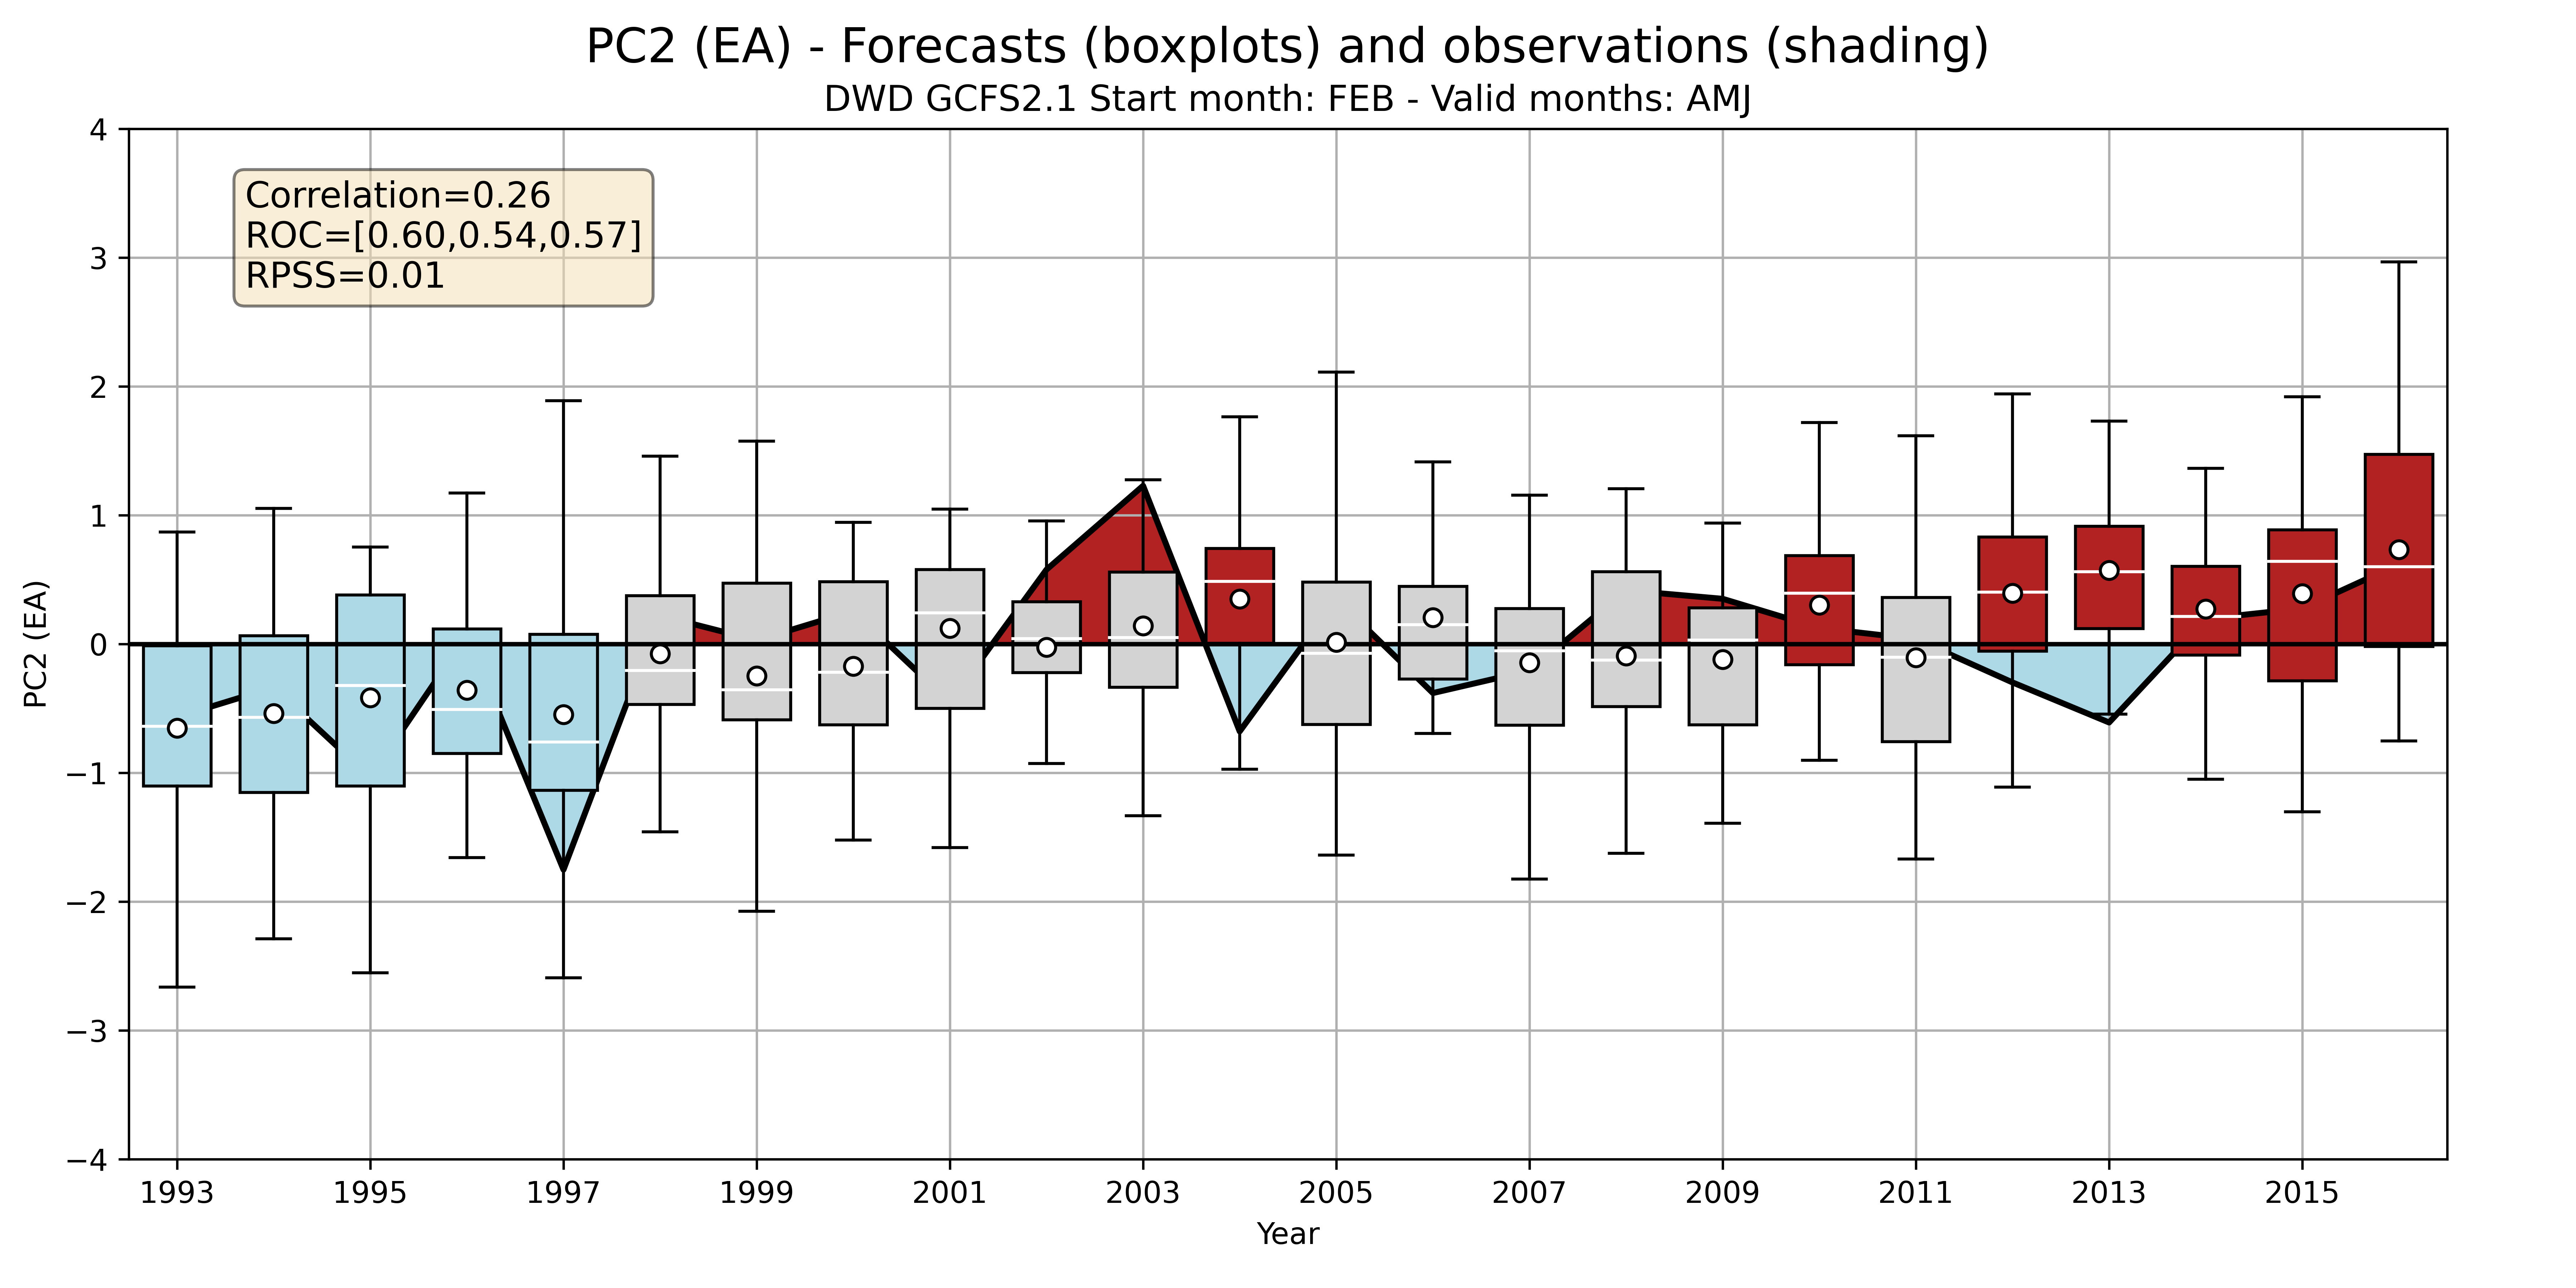 PC2 (EA) - Forecasts (boxplots) and observations (shading)
DWD GCFS2.1 Start month: FEB - Valid months: AMJ
Correlation=0.26
ROC=[0.60,0.54,0.57]
RPSS=0.01
PC2 (EA)
4
3
2
1
0
−1
−2
−3
−4
1993 1995 1997 1999 2001 2003 2005 2007 2009 2011 2013 2015
Year